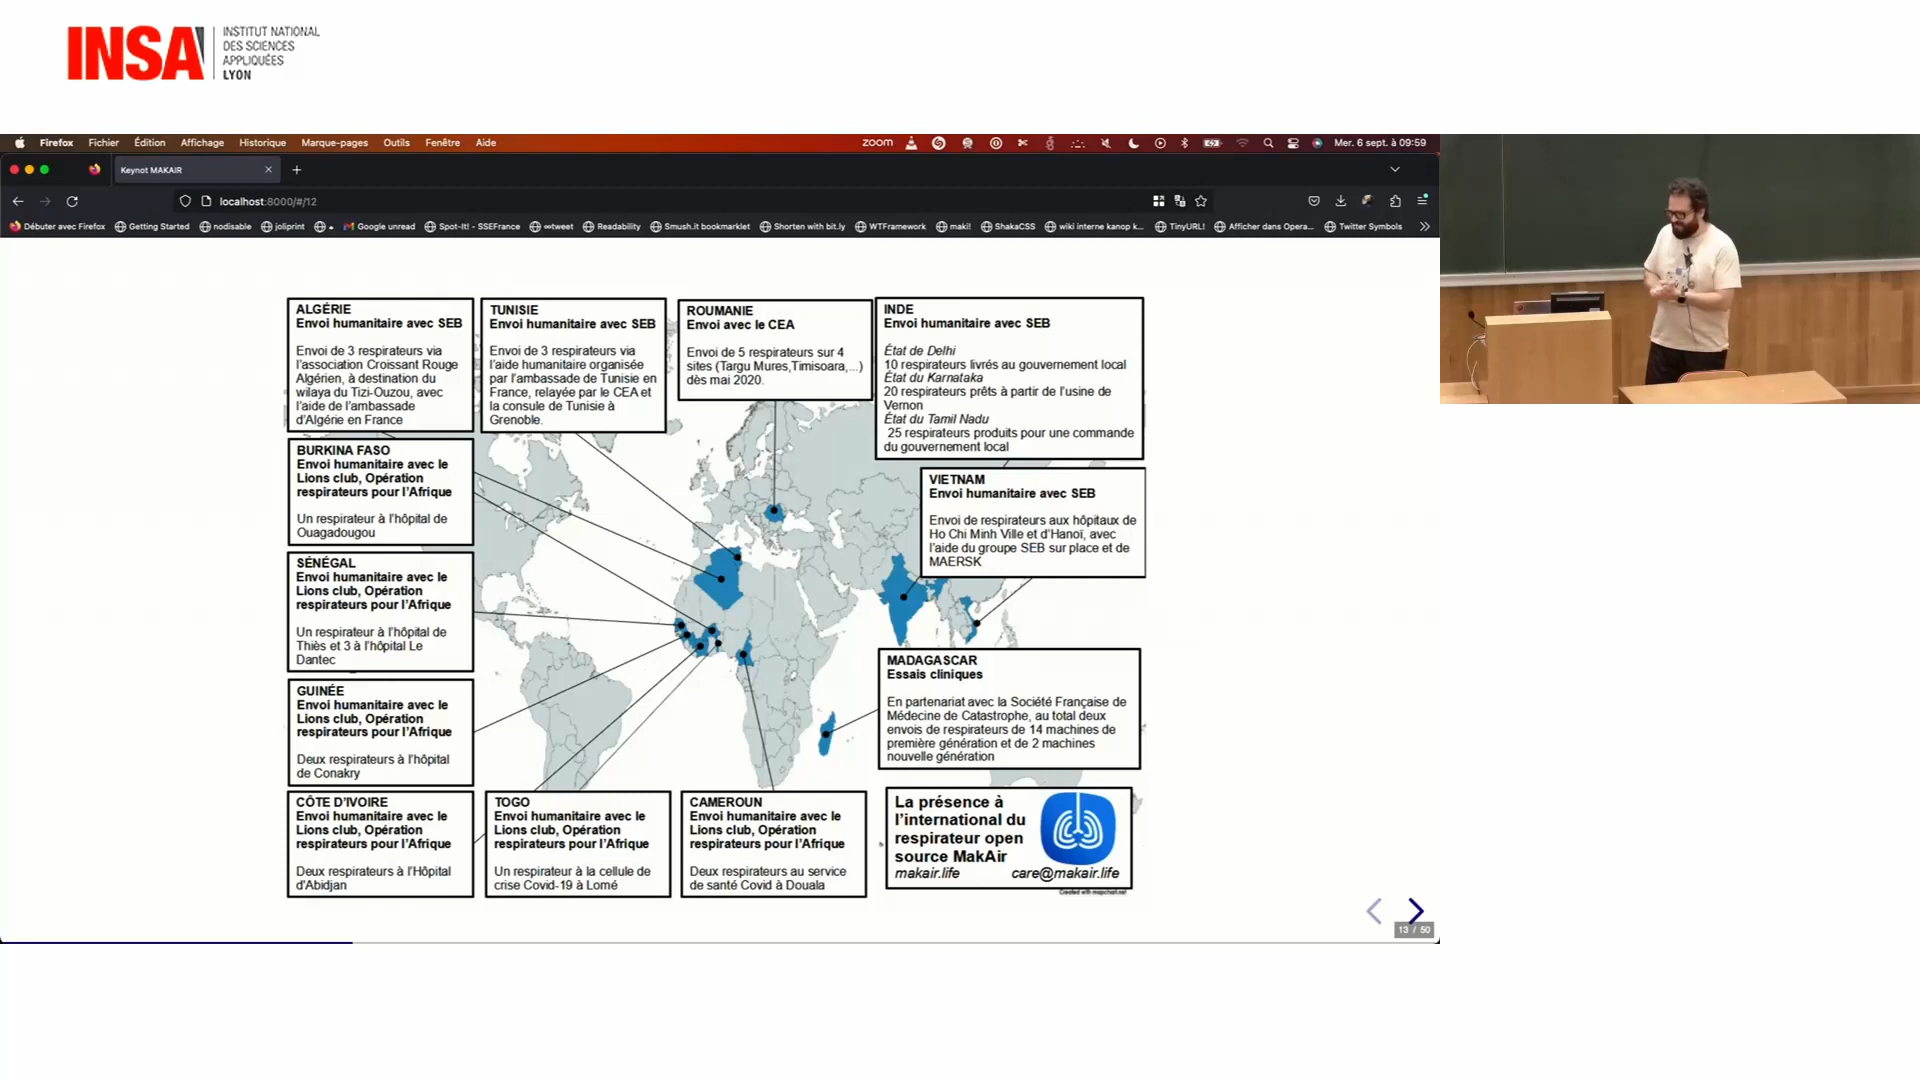 INSA
INSTITUT NATIONAL
DES SCIENCES
APPLIQUÉES
LYON
Firefox Fichier Édition Affichage Historique Marque-pages Outils Fenêtre Aide
zoom
Mer. 6 sept. à 09:59
Keynot MAKAIR
localhost:8000/#/12
Débuter avec Firefox
Getting Started
nodisable
joliprint
Google unread
Spot-It! - SSEFrance
∞tweet
Readability
Smush.it bookmarklet
Shorten with bit.ly
WTFramework
maki!
ShakaCSS
wiki interne kanop k...
TinyURL!
Afficher dans Opera...
Twitter Symbols
ALGÉRIE
Envoi humanitaire avec SEB
Envoi de 3 respirateurs via
l'association Croissant Rouge
Algérien, à destination du
wilaya du Tizi-Ouzou, avec
l'aide de l'ambassade
d'Algérie en France
TUNISIE
Envoi humanitaire avec SEB
Envoi de 3 respirateurs via
l'aide humanitaire organisée
par l'ambassade de Tunisie en
France, relayée par le CEA et
la consule de Tunisie à
Grenoble.
ROUMANIE
Envoi avec le CEA
Envoi de 5 respirateurs sur 4
sites (Targu Mures,Timisoara,...)
dès mai 2020.
INDE
Envoi humanitaire avec SEB
État de Delhi
10 respirateurs livrés au gouvernement local
État du Karnataka
20 respirateurs prêts à partir de l'usine de
Vernon
État du Tamil Nadu
25 respirateurs produits pour une commande
du gouvernement local
BURKINA FASO
Envoi humanitaire avec le
Lions club, Opération
respirateurs pour l'Afrique
Un respirateur à l'hôpital de
Ouagadougou
VIETNAM
Envoi humanitaire avec SEB
Envoi de respirateurs aux hôpitaux de
Ho Chi Minh Ville et d'Hanoï, avec
l'aide du groupe SEB sur place et de
MAERSK
SÉNÉGAL
Envoi humanitaire avec le
Lions club, Opération
respirateurs pour l'Afrique
Un respirateur à l'hôpital de
Thiès et 3 à l'hôpital Le
Dantec
MADAGASCAR
Essais cliniques
En partenariat avec la Société Française de
Médecine de Catastrophe, au total deux
envois de respirateurs de 14 machines de
première génération et de 2 machines
nouvelle génération
GUINÉE
Envoi humanitaire avec le
Lions club, Opération
respirateurs pour l'Afrique
Deux respirateurs à l'hôpital
de Conakry
CÔTE D'IVOIRE
Envoi humanitaire avec le
Lions club, Opération
respirateurs pour l'Afrique
Deux respirateurs à l'Hôpital
d'Abidjan
TOGO
Envoi humanitaire avec le
Lions club, Opération
respirateurs pour l'Afrique
Un respirateur à la cellule de
crise Covid-19 à Lomé
CAMEROUN
Envoi humanitaire avec le
Lions club, Opération
respirateurs pour l'Afrique
Deux respirateurs au service
de santé Covid à Douala
La présence à
l'international du
respirateur open
source MakAir
makair.life care@makair.life
Created with mapchart.net
13 / 50